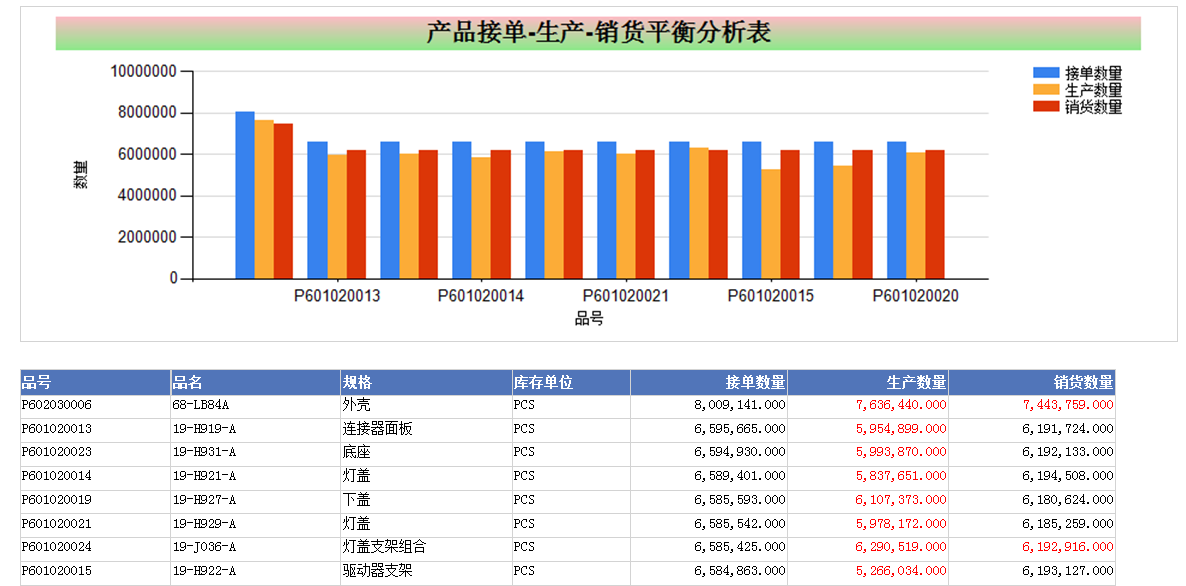 产品接单-生产-销货平衡分析表
10000000
8000000
6000000
4000000
2000000
0
数量
接单数量
生产数量
销货数量
P601020013 P601020014 P601020021 P601020015 P601020020
品号
品号 品名 规格 库存单位 接单数量 生产数量 销货数量
P602030006 68-LB84A 外壳 PCS 8,009,141.000 7,636,440.000 7,443,759.000
P601020013 19-H919-A 连接器面板 PCS 6,595,665.000 5,954,899.000 6,191,724.000
P601020023 19-H931-A 底座 PCS 6,594,930.000 5,993,870.000 6,192,133.000
P601020014 19-H921-A 灯盖 PCS 6,589,401.000 5,837,651.000 6,194,508.000
P601020019 19-H927-A 下盖 PCS 6,585,593.000 6,107,373.000 6,180,624.000
P601020021 19-H929-A 灯盖 PCS 6,585,542.000 5,978,172.000 6,185,259.000
P601020024 19-J036-A 灯盖支架组合 PCS 6,585,425.000 6,290,519.000 6,192,916.000
P601020015 19-H922-A 驱动器支架 PCS 6,584,863.000 5,266,034.000 6,193,127.000